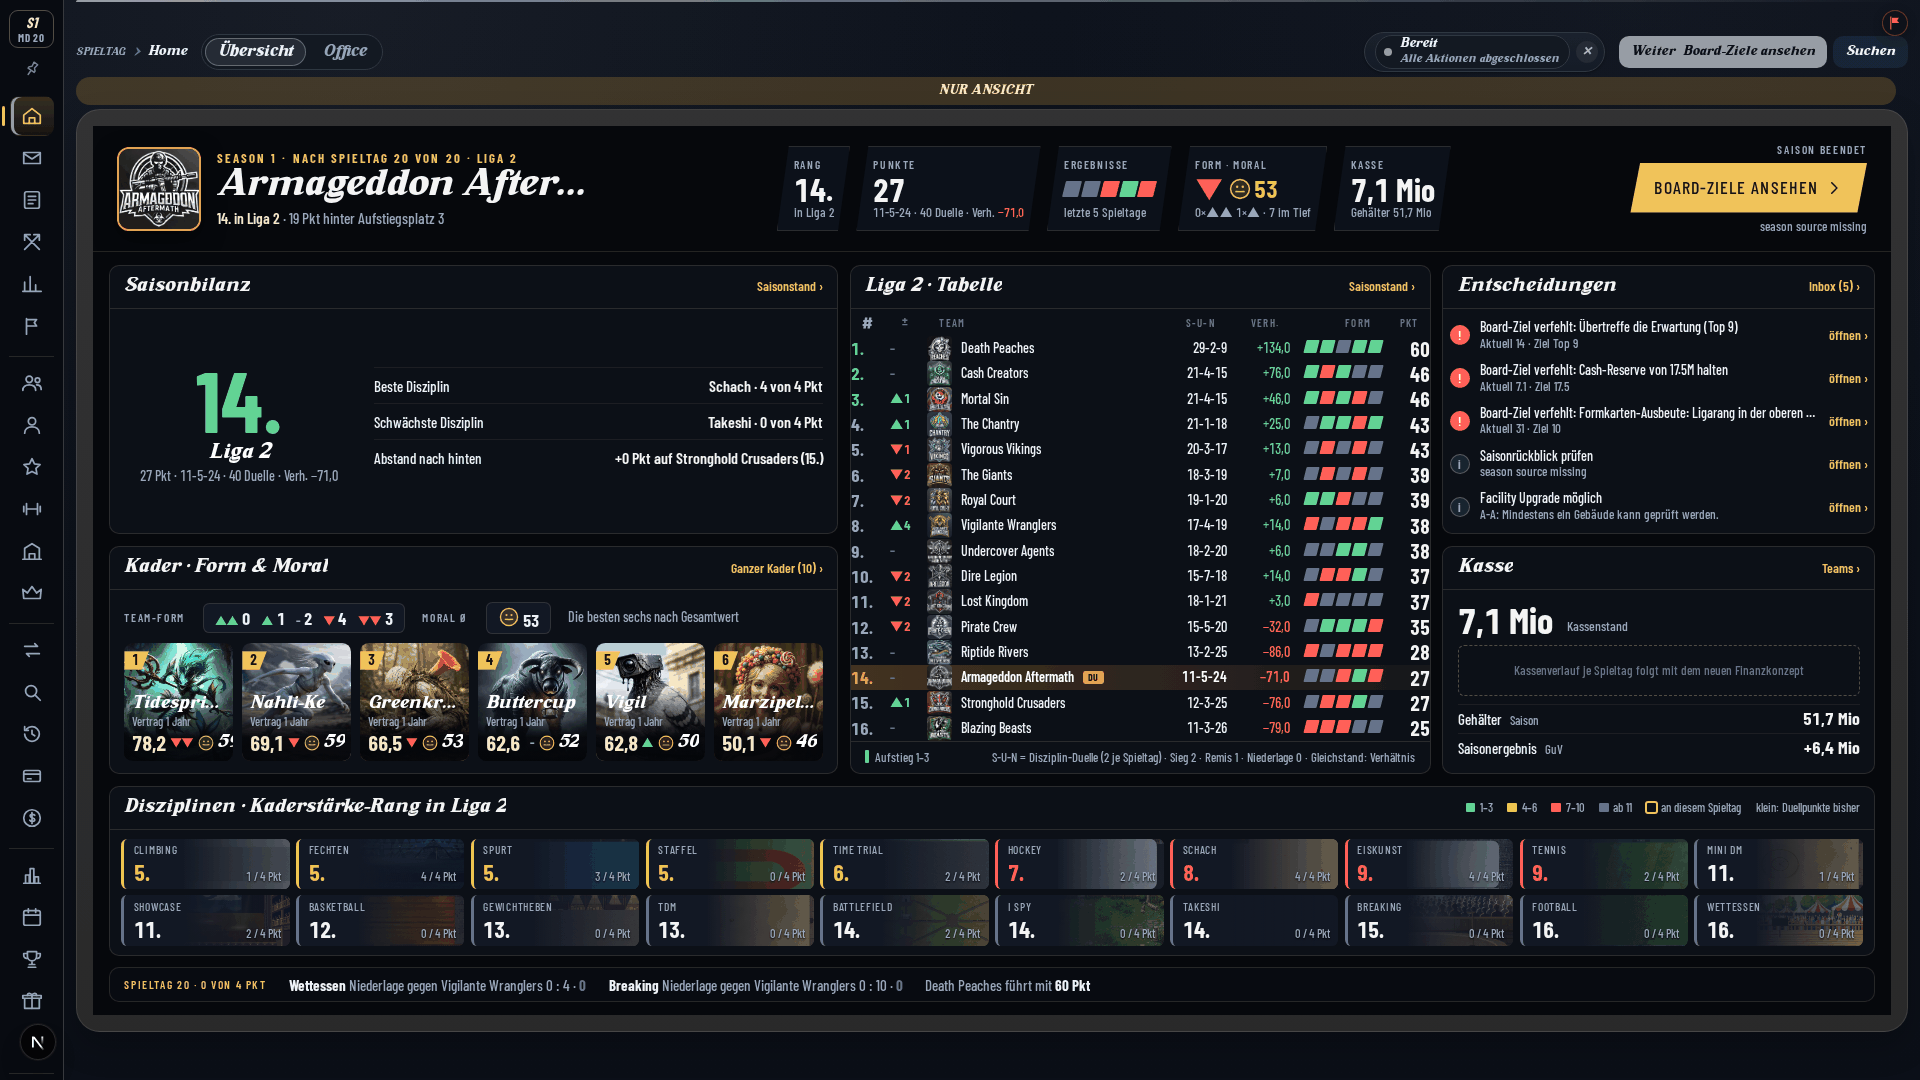 S1
MD 20
SPIELTAG > Home
Übersicht
Office
Bereit
Alle Aktionen abgeschlossen
Weiter Board-Ziele ansehen
Suchen
NUR ANSICHT
SEASON 1 · NACH SPIELTAG 20 VON 20 · LIGA 2
Armageddon After...
14. in Liga 2 · 19 Pkt hinter Aufstiegsplatz 3
RANG
14.
in Liga 2
PUNKTE
27
11-5-24 · 40 Duelle · Verh. −71,0
ERGEBNISSE
letzte 5 Spieltage
FORM · MORAL
▼ 53
0×▲▲ 1×▲ · 7 im Tief
KASSE
7,1 Mio
Gehälter 51,7 Mio
SAISON BEENDET
BOARD-ZIELE ANSEHEN >
season source missing
Saisonbilanz
Saisonstand ›
14.
Liga 2
27 Pkt · 11-5-24 · 40 Duelle · Verh. −71,0
Beste Disziplin Schach · 4 von 4 Pkt
Schwächste Disziplin Takeshi · 0 von 4 Pkt
Abstand nach hinten +0 Pkt auf Stronghold Crusaders (15.)
Liga 2 · Tabelle
Saisonstand ›
# ± TEAM S-U-N VERH. FORM PKT
1. - Death Peaches 29-2-9 +134,0 60
2. - Cash Creators 21-4-15 +76,0 46
3. ▲1 Mortal Sin 21-4-15 +46,0 46
4. ▲1 The Chantry 21-1-18 +25,0 43
5. ▼1 Vigorous Vikings 20-3-17 +13,0 43
6. ▼2 The Giants 18-3-19 +7,0 39
7. ▼2 Royal Court 19-1-20 +6,0 39
8. ▲4 Vigilante Wranglers 17-4-19 +14,0 38
9. - Undercover Agents 18-2-20 +6,0 38
10. ▼2 Dire Legion 15-7-18 +14,0 37
11. ▼2 Lost Kingdom 18-1-21 +3,0 37
12. ▼2 Pirate Crew 15-5-20 −32,0 35
13. - Riptide Rivers 13-2-25 −86,0 28
14. - Armageddon Aftermath DU 11-5-24 −71,0 27
15. ▲1 Stronghold Crusaders 12-3-25 −76,0 27
16. - Blazing Beasts 11-3-26 −79,0 25
Aufstieg 1-3
S-U-N = Disziplin-Duelle (2 je Spieltag) · Sieg 2 · Remis 1 · Niederlage 0 · Gleichstand: Verhältnis
Entscheidungen
Inbox (5) ›
Board-Ziel verfehlt: Übertreffe die Erwartung (Top 9)
Aktuell 14 · Ziel Top 9
öffnen ›
Board-Ziel verfehlt: Cash-Reserve von 17.5M halten
Aktuell 7.1 · Ziel 17.5
öffnen ›
Board-Ziel verfehlt: Formkarten-Ausbeute: Ligarang in der oberen ...
Aktuell 31 · Ziel 10
öffnen ›
Saisonrückblick prüfen
season source missing
öffnen ›
Facility Upgrade möglich
A-A: Mindestens ein Gebäude kann geprüft werden.
öffnen ›
Kader · Form & Moral
Ganzer Kader (10) ›
TEAM-FORM ▲▲ 0 ▲ 1 - 2 ▼ 4 ▼▼ 3 MORAL Ø 53 Die besten sechs nach Gesamtwert
1
Tidespri...
Vertrag 1 Jahr
78,2 ▼▼ 59
2
Nahli-Ke
Vertrag 1 Jahr
69,1 ▼ 59
3
Greenkr...
Vertrag 1 Jahr
66,5 ▼ 53
4
Buttercup
Vertrag 1 Jahr
62,6 - 52
5
Vigil
Vertrag 1 Jahr
62,8 ▲ 50
6
Marzipel...
Vertrag 1 Jahr
50,1 ▼ 46
Kasse
Teams ›
7,1 Mio Kassenstand
Kassenverlauf je Spieltag folgt mit dem neuen Finanzkonzept
Gehälter Saison 51,7 Mio
Saisonergebnis GuV +6,4 Mio
Disziplinen · Kaderstärke-Rang in Liga 2
1-3 4-6 7-10 ab 11 an diesem Spieltag klein: Duellpunkte bisher
CLIMBING
5. 1 / 4 Pkt
FECHTEN
5. 4 / 4 Pkt
SPURT
5. 3 / 4 Pkt
STAFFEL
5. 0 / 4 Pkt
TIME TRIAL
6. 2 / 4 Pkt
HOCKEY
7. 2 / 4 Pkt
SCHACH
8. 4 / 4 Pkt
EISKUNST
9. 4 / 4 Pkt
TENNIS
9. 2 / 4 Pkt
MINI DM
11. 1 / 4 Pkt
SHOWCASE
11. 2 / 4 Pkt
BASKETBALL
12. 0 / 4 Pkt
GEWICHTHEBEN
13. 0 / 4 Pkt
TDM
13. 0 / 4 Pkt
BATTLEFIELD
14. 2 / 4 Pkt
I SPY
14. 0 / 4 Pkt
TAKESHI
14. 0 / 4 Pkt
BREAKING
15. 0 / 4 Pkt
FOOTBALL
16. 0 / 4 Pkt
WETTESSEN
16. 0 / 4 Pkt
SPIELTAG 20 · 0 VON 4 PKT Wettessen Niederlage gegen Vigilante Wranglers 0 : 4 · 0 Breaking Niederlage gegen Vigilante Wranglers 0 : 10 · 0 Death Peaches führt mit 60 Pkt
N